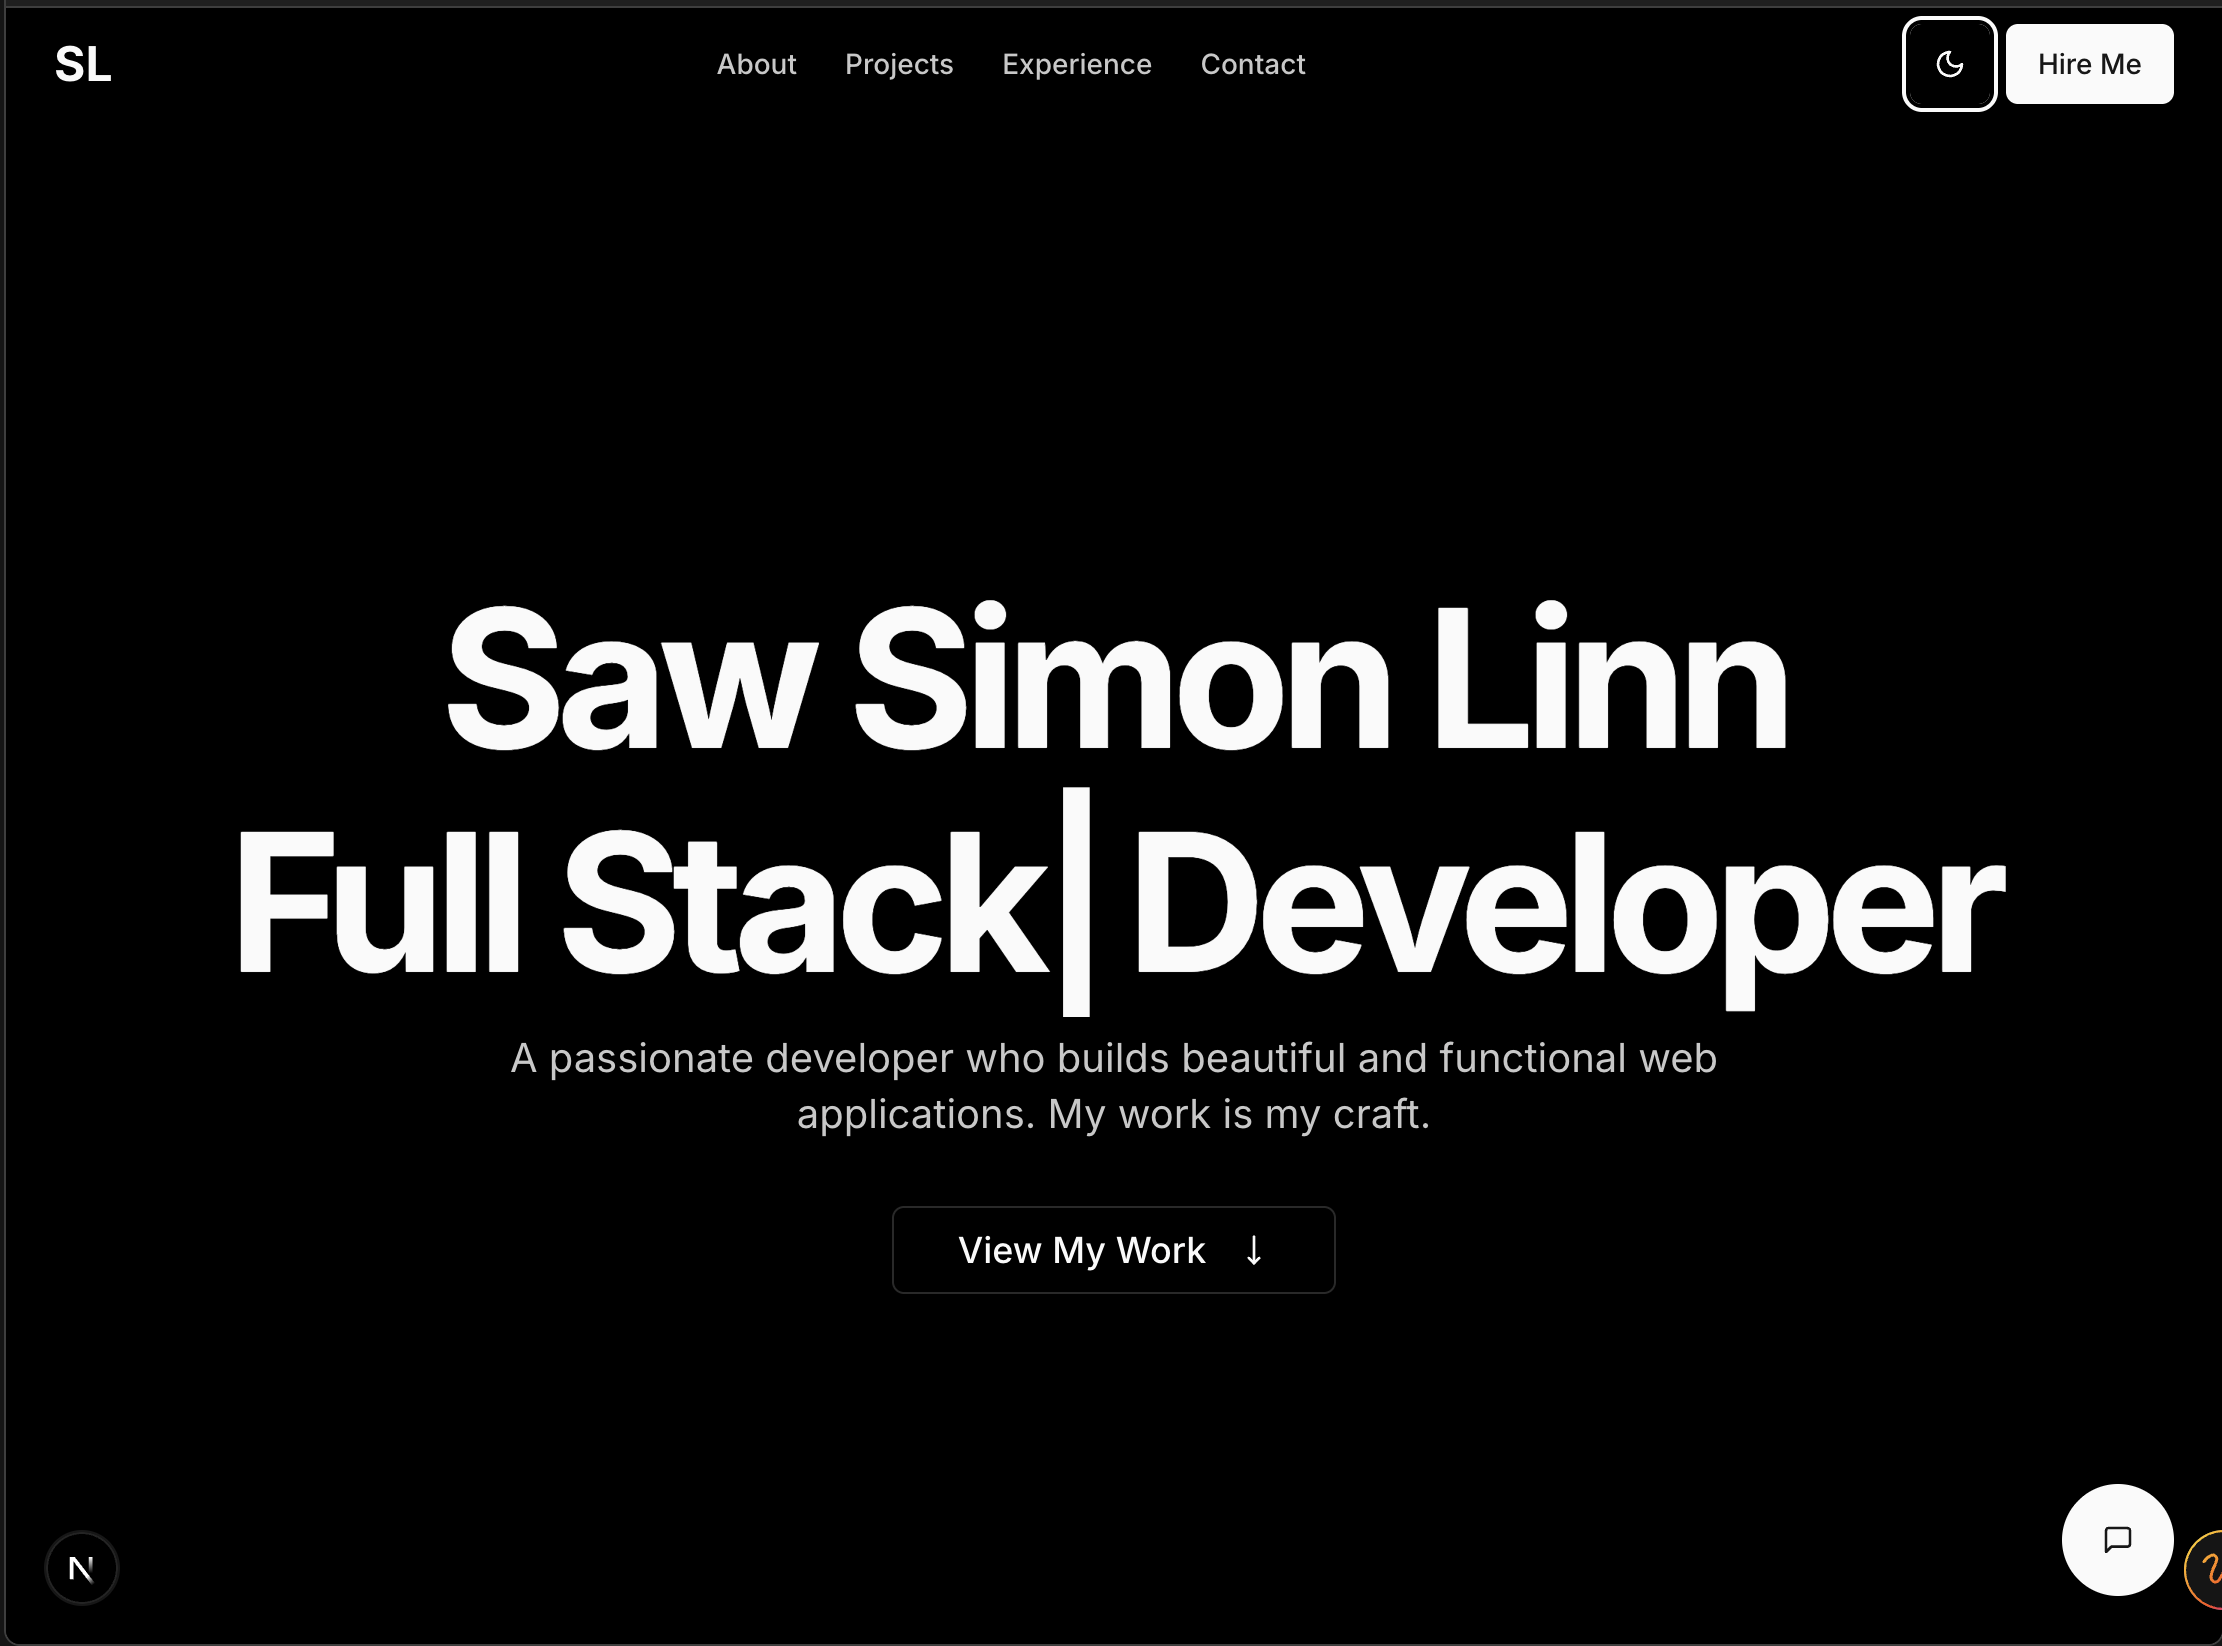 SL
About Projects Experience Contact
Hire Me
Saw Simon Linn
Full Stack| Developer
A passionate developer who builds beautiful and functional web
applications. My work is my craft.
View My Work ↓
N